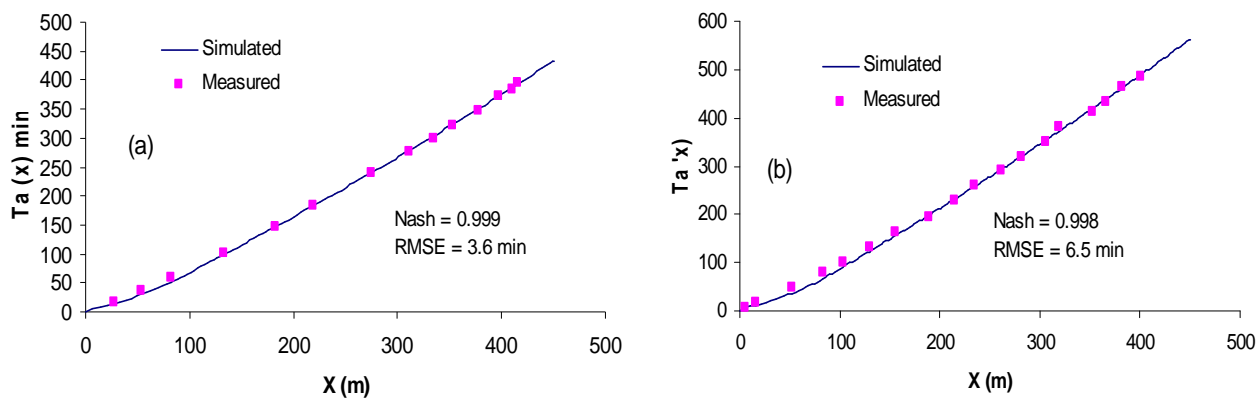 500
450
400
350
300
250
200
150
100
50
0
Ta (x) min
Simulated
Measured
(a)
Nash = 0.999
RMSE = 3.6 min
0 100 200 300 400 500
X (m)
600
500
400
300
200
100
0
Ta 'x)
Simulated
Measured
(b)
Nash = 0.998
RMSE = 6.5 min
0 100 200 300 400 500
X (m)